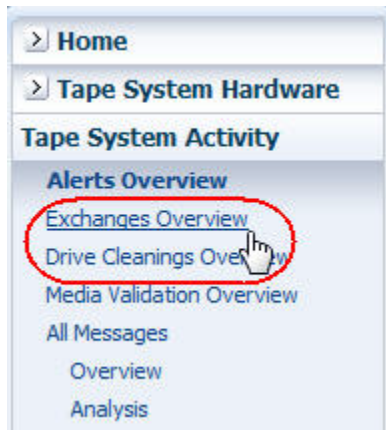 Home
Tape System Hardware
Tape System Activity
Alerts Overview
Exchanges Overview
Drive Cleanings Overview
Media Validation Overview
All Messages
Overview
Analysis